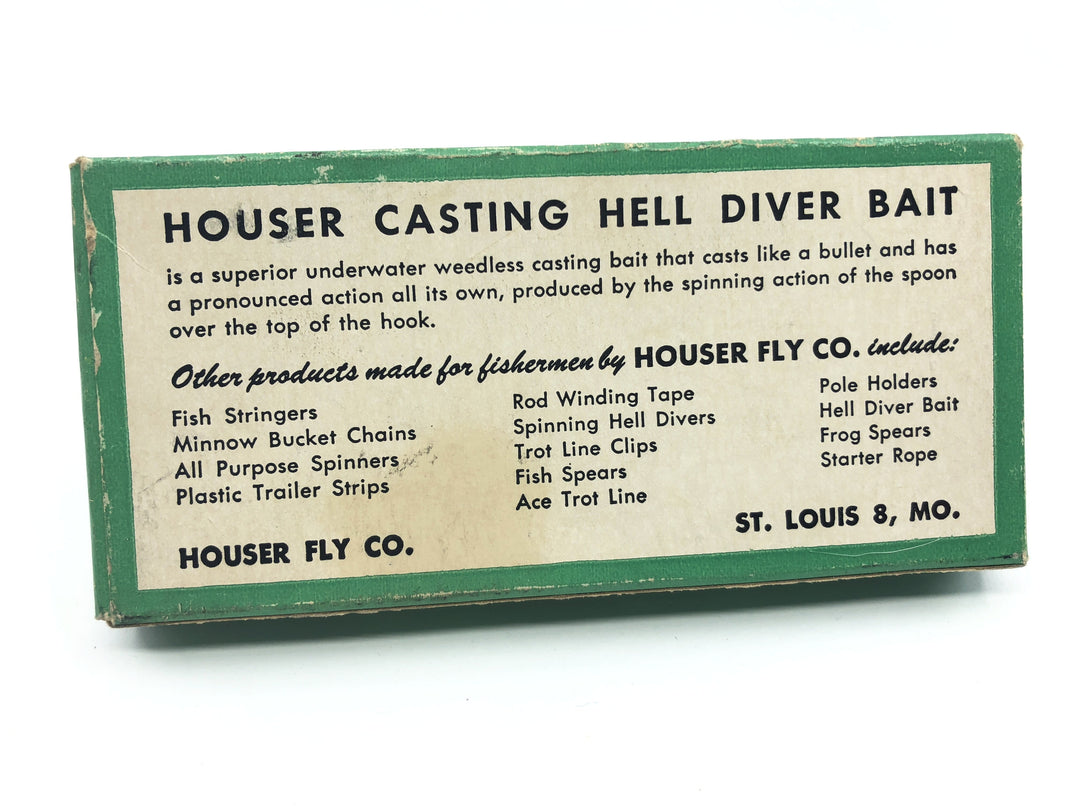 HOUSER CASTING HELL DIVER BAIT
is a superior underwater weedless casting bait that casts like a bullet and has
a pronounced action all its own, produced by the spinning action of the spoon
over the top of the hook.
Other products made for fishermen by HOUSER FLY CO. include:
Fish Stringers
Minnow Bucket Chains
All Purpose Spinners
Plastic Trailer Strips
Rod Winding Tape
Spinning Hell Divers
Trot Line Clips
Fish Spears
Ace Trot Line
Pole Holders
Hell Diver Bait
Frog Spears
Starter Rope
HOUSER FLY CO.
ST. LOUIS 8, MO.